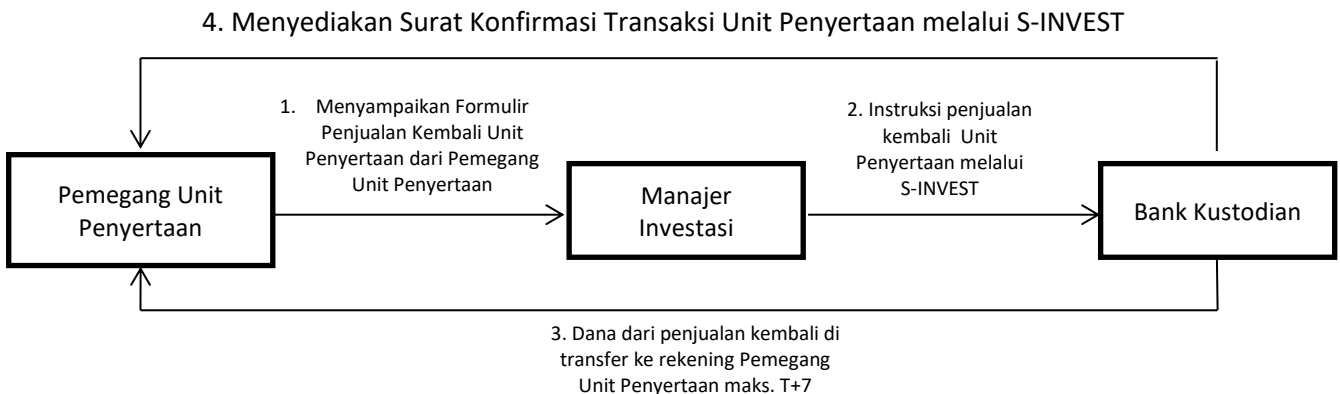 4. Menyediakan Surat Konfirmasi Transaksi Unit Penyertaan melalui S-INVEST
1. Menyampaikan Formulir
Penjualan Kembali Unit
Penyertaan dari Pemegang
Unit Penyertaan
2. Instruksi penjualan
kembali Unit
Penyertaan melalui
S-INVEST
Pemegang Unit
Penyertaan
Manajer
Investasi
Bank Kustodian
3. Dana dari penjualan kembali di
transfer ke rekening Pemegang
Unit Penyertaan maks. T+7